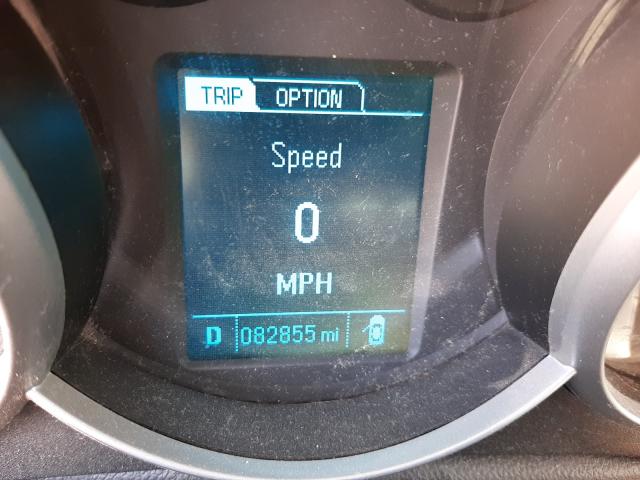 TRIP OPTION
Speed
0
MPH
D 082855 mi